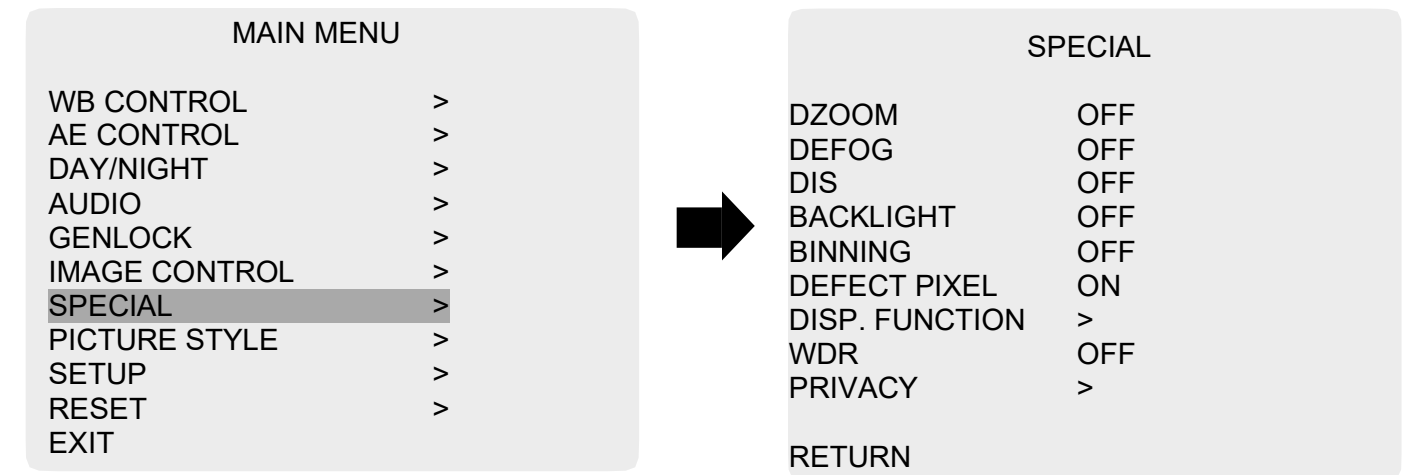 MAIN MENU
WB CONTROL >
AE CONTROL >
DAY/NIGHT >
AUDIO >
GENLOCK >
IMAGE CONTROL >
SPECIAL >
PICTURE STYLE >
SETUP >
RESET >
EXIT
SPECIAL
DZOOM OFF
DEFOG OFF
DIS OFF
BACKLIGHT OFF
BINNING OFF
DEFECT PIXEL ON
DISP. FUNCTION >
WDR OFF
PRIVACY >
RETURN